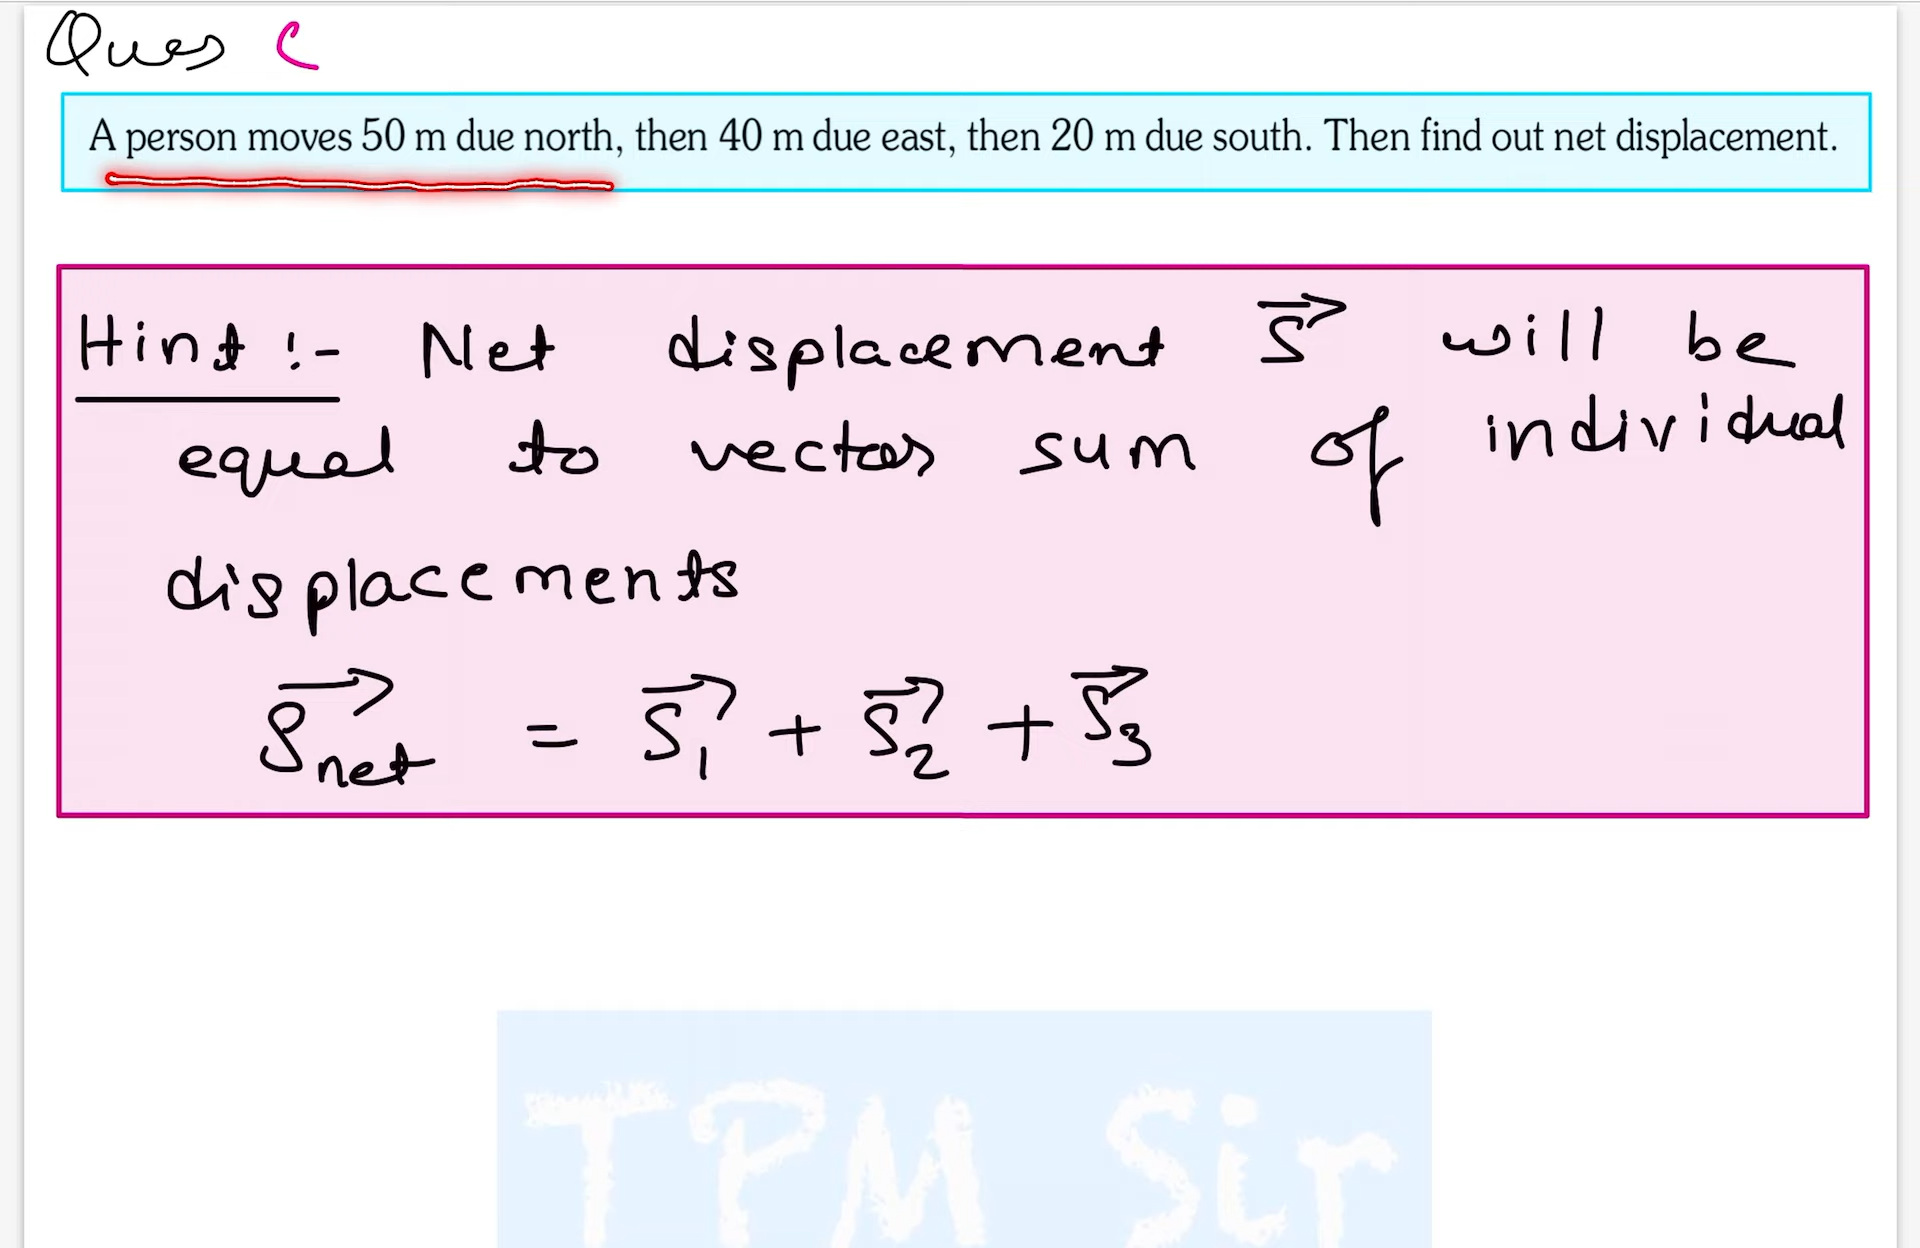 Ques
A person moves 50 m due north, then 40 m due east, then 20 m due south. Then find out net displacement.
Hint :- Net displacement S⃗ will be
equal to vector sum of individual
displacements
S⃗net = S⃗1 + S⃗2 + S⃗3
TPM Sir